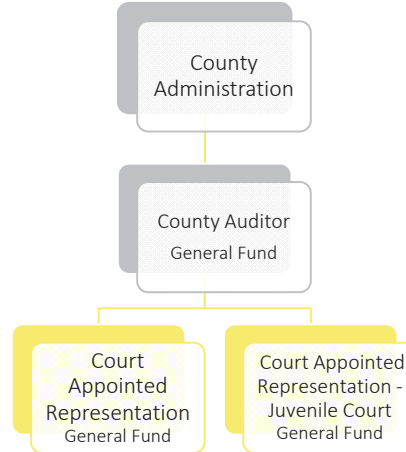 County
Administration
County Auditor
General Fund
Court
Appointed
Representation
General Fund
Court Appointed
Representation -
Juvenile Court
General Fund